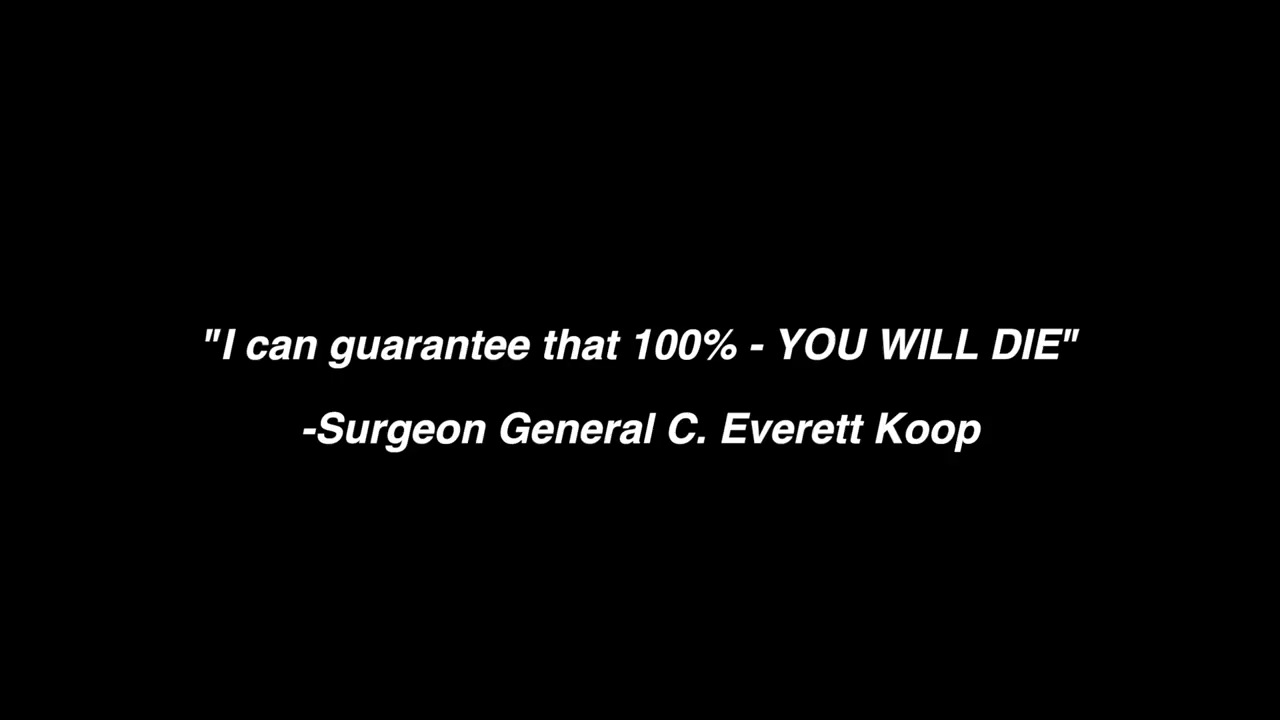 "I can guarantee that 100% - YOU WILL DIE"
-Surgeon General C. Everett Koop